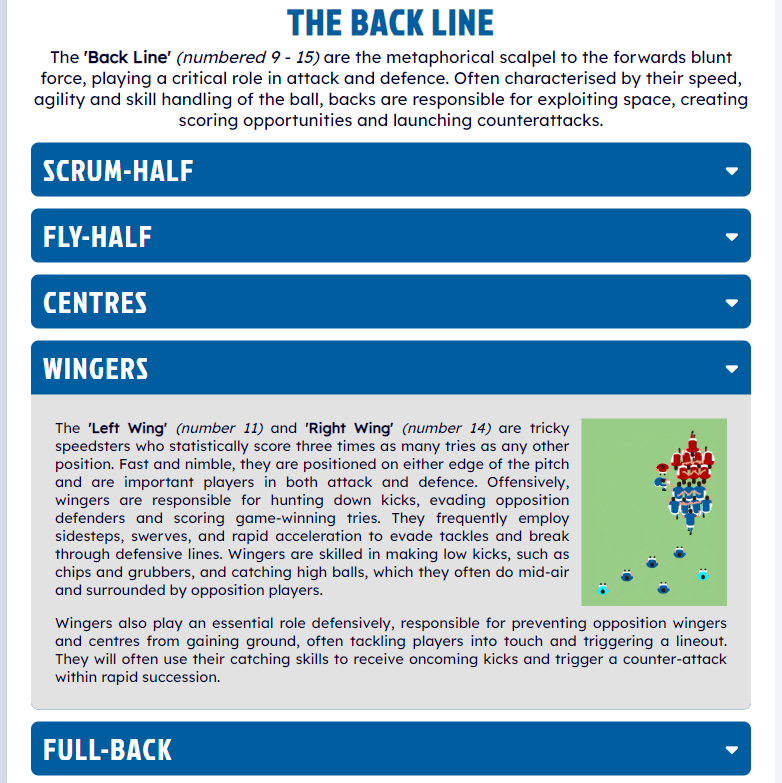 THE BACK LINE
The 'Back Line' (numbered 9 - 15) are the metaphorical scalpel to the forwards blunt
force, playing a critical role in attack and defence. Often characterised by their speed,
agility and skill handling of the ball, backs are responsible for exploiting space, creating
scoring opportunities and launching counterattacks.
SCRUM-HALF
FLY-HALF
CENTRES
WINGERS
The 'Left Wing' (number 11) and 'Right Wing' (number 14) are tricky
speedsters who statistically score three times as many tries as any other
position. Fast and nimble, they are positioned on either edge of the pitch
and are important players in both attack and defence. Offensively,
wingers are responsible for hunting down kicks, evading opposition
defenders and scoring game-winning tries. They frequently employ
sidesteps, swerves, and rapid acceleration to evade tackles and break
through defensive lines. Wingers are skilled in making low kicks, such as
chips and grubbers, and catching high balls, which they often do mid-air
and surrounded by opposition players.
Wingers also play an essential role defensively, responsible for preventing opposition wingers
and centres from gaining ground, often tackling players into touch and triggering a lineout.
They will often use their catching skills to receive oncoming kicks and trigger a counter-attack
within rapid succession.
FULL-BACK